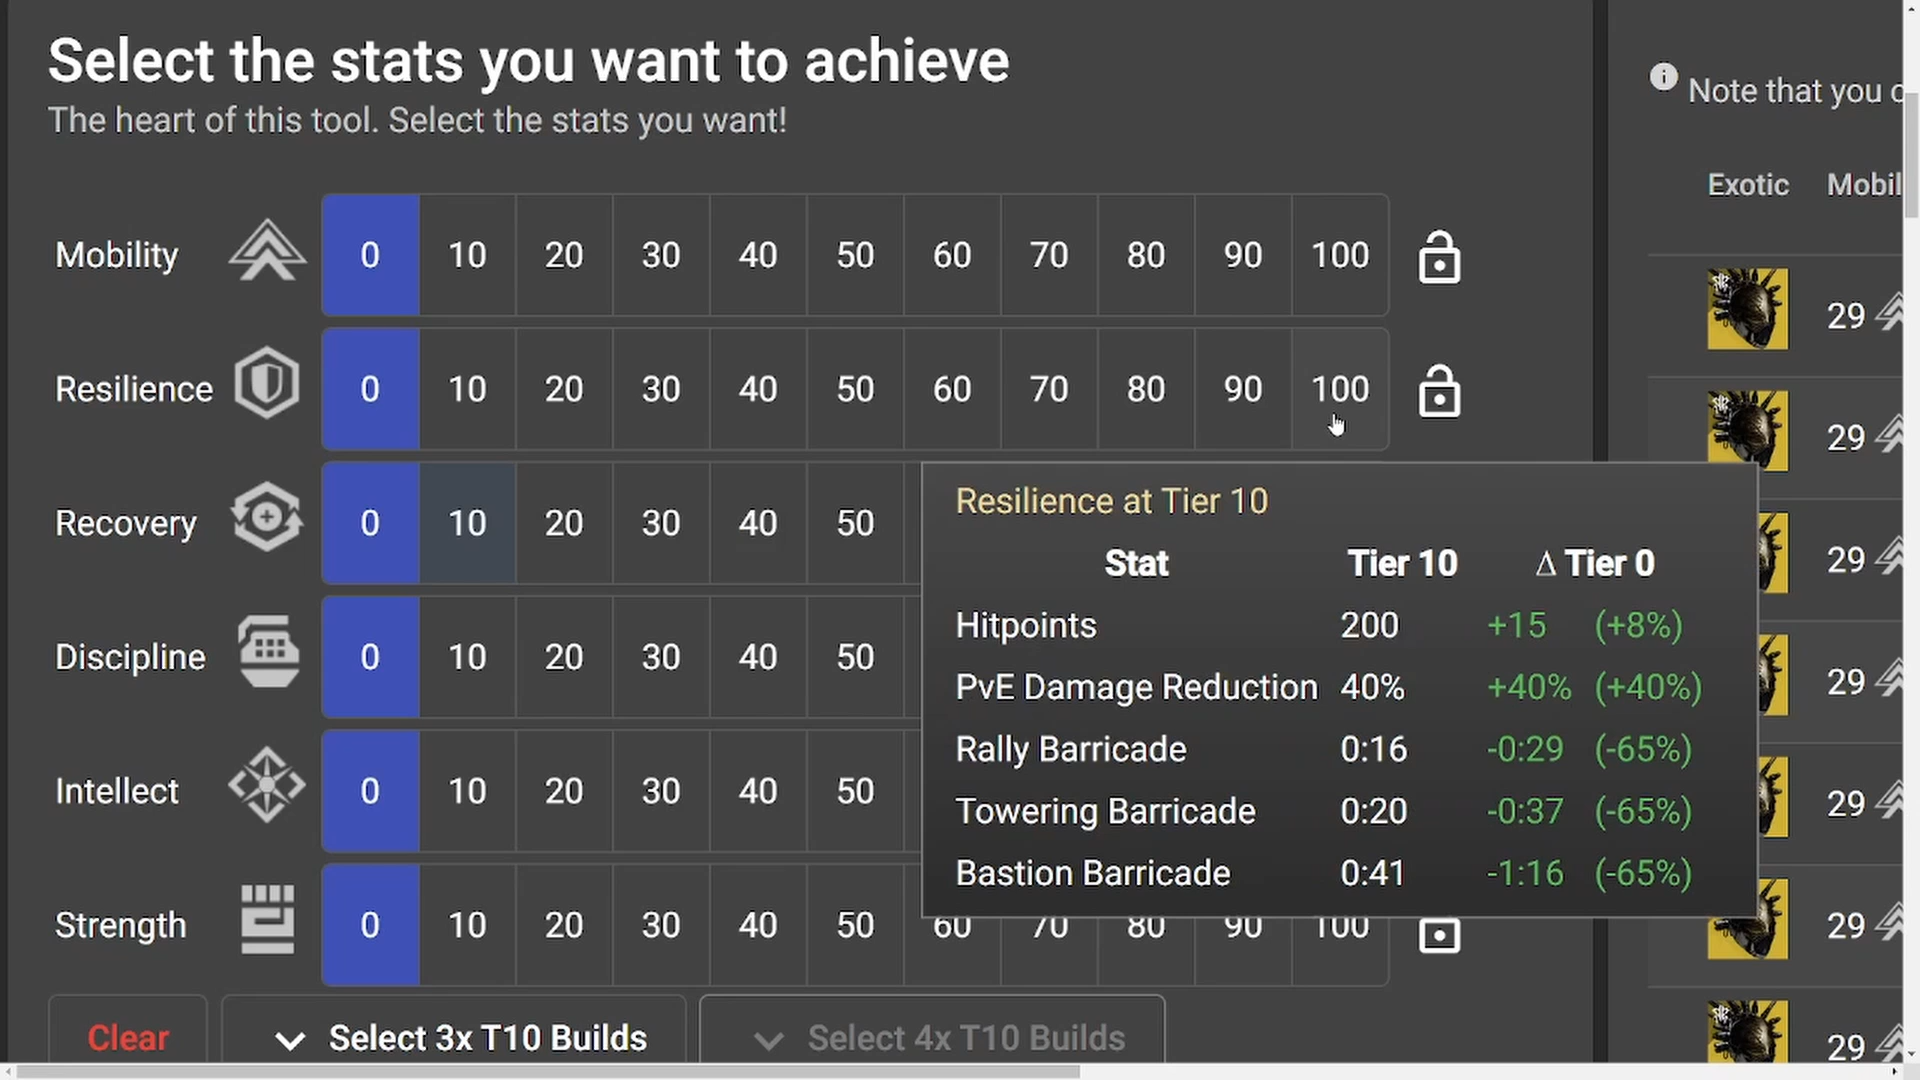 Select the stats you want to achieve
The heart of this tool. Select the stats you want!
Mobility 0 10 20 30 40 50 60 70 80 90 100
Resilience 0 10 20 30 40 50 60 70 80 90 100
Recovery 0 10 20 30 40 50
Discipline 0 10 20 30 40 50
Intellect 0 10 20 30 40 50
Strength 0 10 20 30 40 50 60 70 80 90 100
Clear Select 3x T10 Builds Select 4x T10 Builds
Resilience at Tier 10
Stat Tier 10 Δ Tier 0
Hitpoints 200 +15 (+8%)
PvE Damage Reduction 40% +40% (+40%)
Rally Barricade 0:16 -0:29 (-65%)
Towering Barricade 0:20 -0:37 (-65%)
Bastion Barricade 0:41 -1:16 (-65%)
Note that you
Exotic Mobil
29
29
29
29
29
29
29